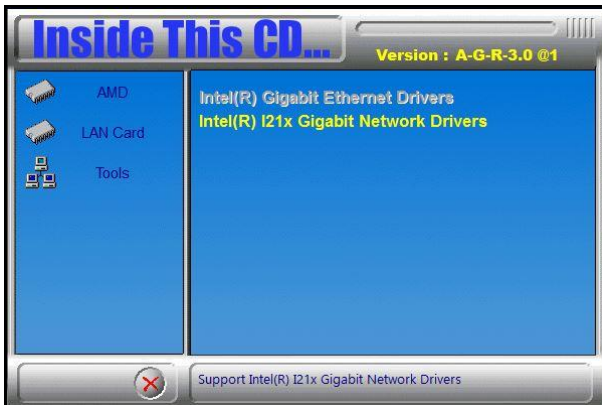 Inside This CD...
Version : A-G-R-3.0 @1
AMD
LAN Card
Tools
Intel(R) Gigabit Ethernet Drivers
Intel(R) I21x Gigabit Network Drivers
Support Intel(R) I21x Gigabit Network Drivers